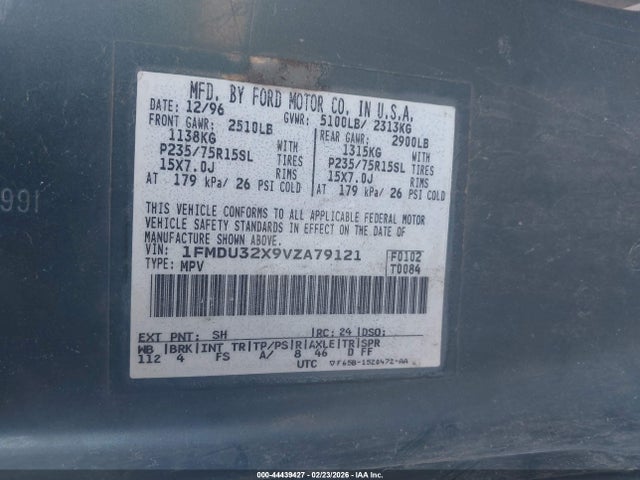 MFD. BY FORD MOTOR CO. IN U.S.A.
DATE: 12/96 GVWR: 5100LB/ 2313KG
FRONT GAWR: 2510LB REAR GAWR: 2900LB
1138KG WITH 1315KG WITH
P235/75R15SL TIRES P235/75R15SL TIRES
15X7.0J RIMS 15X7.0J RIMS
AT 179 kPa/ 26 PSI COLD AT 179 kPa/ 26 PSI COLD
THIS VEHICLE CONFORMS TO ALL APPLICABLE FEDERAL MOTOR
VEHICLE SAFETY STANDARDS IN EFFECT ON THE DATE OF
MANUFACTURE SHOWN ABOVE.
VIN: 1FMDU32X9VZA79121 F0102
TYPE: MPV T0084
EXT PNT: SH RC: 24 DSO:
WB BRK INT TR TP/PS R AXLE TR SPR
112 4 FS A/ 8 46 D FF
UTC
000-44439427 - 02/23/2026 - IAA Inc.